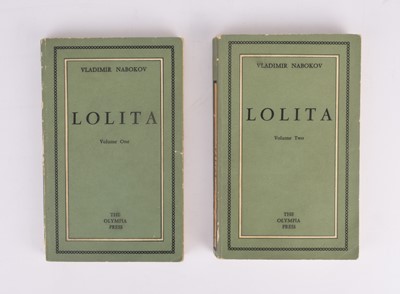 VLADIMIR NABOKOV
LOLITA
Volume One
THE
OLYMPIA
PRESS
VLADIMIR NABOKOV
LOLITA
Volume Two
THE
OLYMPIA
PRESS